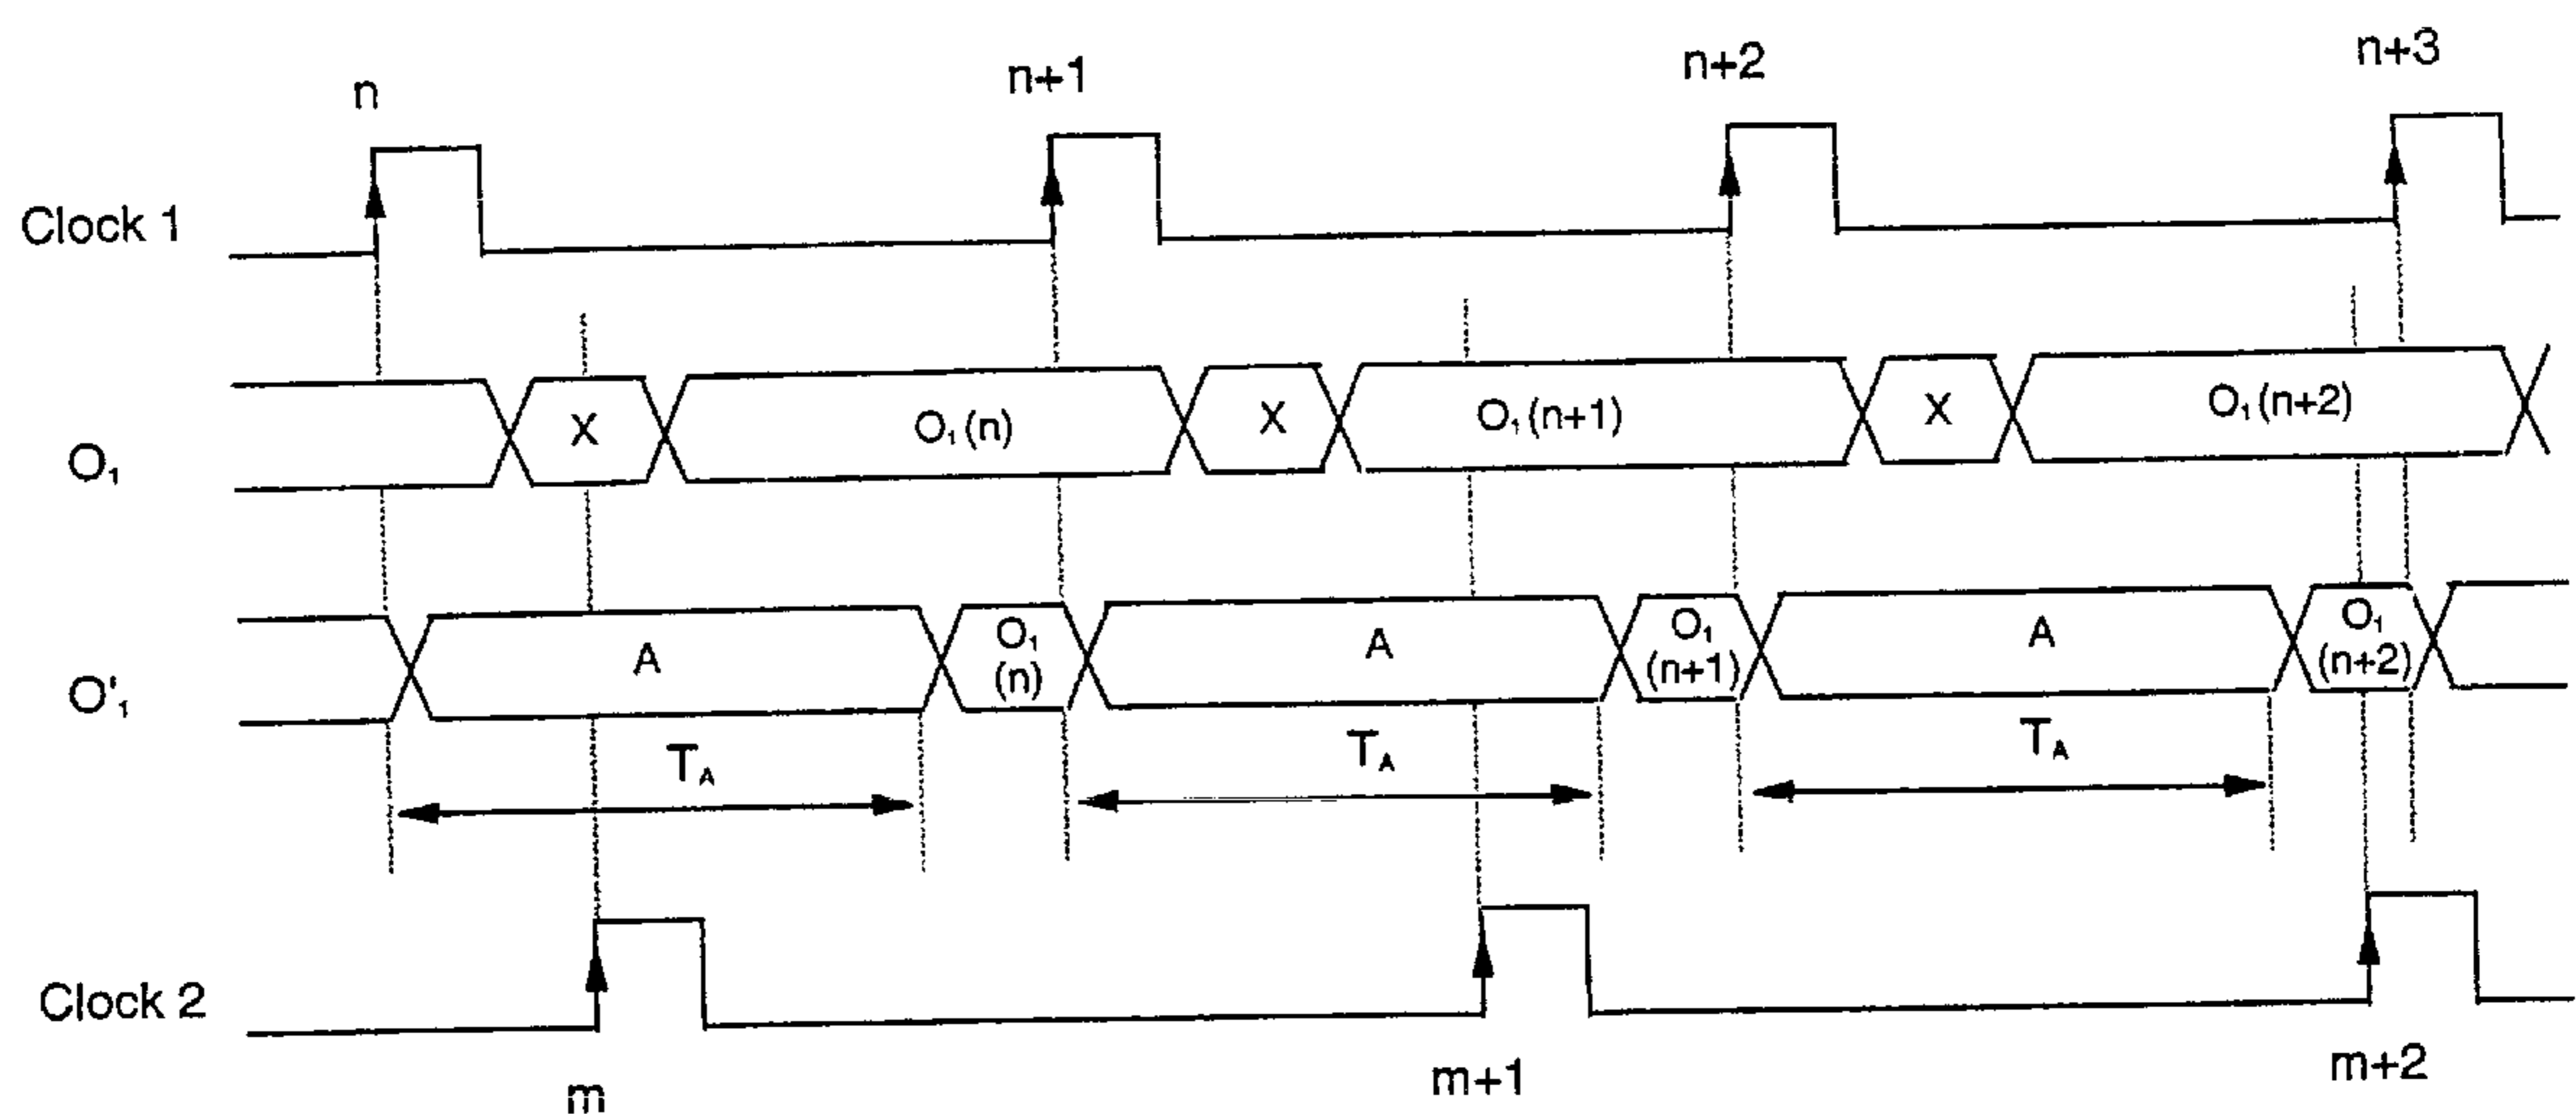 n n+1 n+2 n+3
Clock 1
O₁ X O₁(n) X O₁(n+1) X O₁(n+2)
O'₁ A O₁ (n) A O₁ (n+1) A O₁ (n+2)
T_A T_A T_A
Clock 2
m m+1 m+2